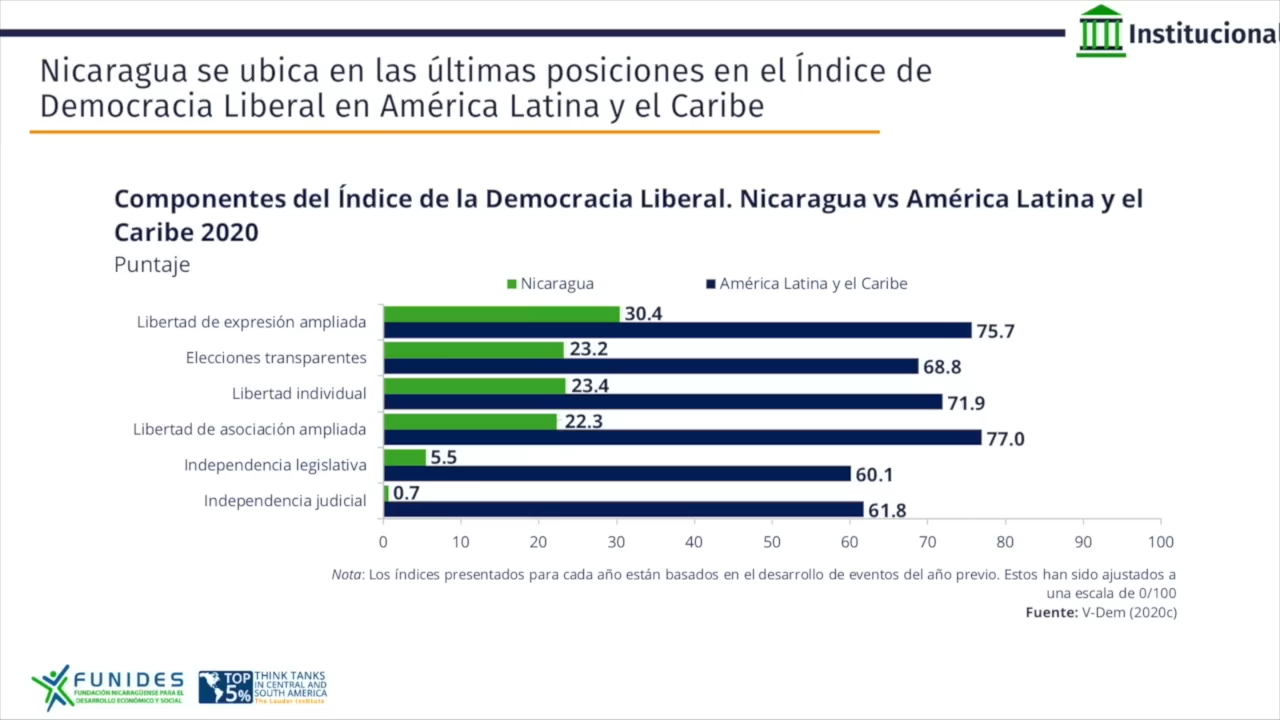 Institucional
Nicaragua se ubica en las últimas posiciones en el Índice de
Democracia Liberal en América Latina y el Caribe
Componentes del Índice de la Democracia Liberal. Nicaragua vs América Latina y el
Caribe 2020
Puntaje
Nicaragua
América Latina y el Caribe
Libertad de expresión ampliada
30.4
75.7
Elecciones transparentes
23.2
68.8
Libertad individual
23.4
71.9
Libertad de asociación ampliada
22.3
77.0
Independencia legislativa
5.5
60.1
Independencia judicial
0.7
61.8
0 10 20 30 40 50 60 70 80 90 100
Nota: Los índices presentados para cada año están basados en el desarrollo de eventos del año previo. Estos han sido ajustados a
una escala de 0/100
Fuente: V-Dem (2020c)
FUNIDES
FUNDACIÓN NICARAGÜENSE PARA EL
DESARROLLO ECONÓMICO Y SOCIAL
TOP
5%
THINK TANKS
IN CENTRAL AND
SOUTH AMERICA
The Lauder Institute